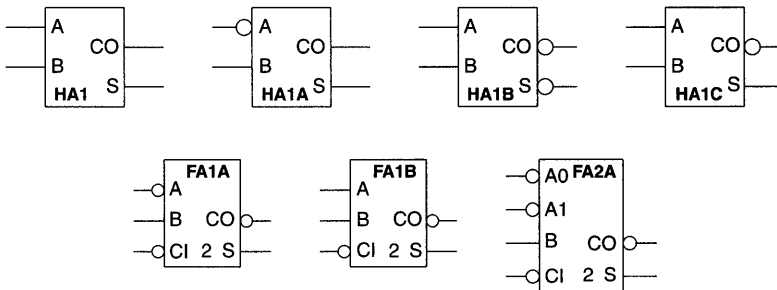 A
CO
B
HA1 S
A
CO
B
HA1A S
A
CO
B
HA1B S
A
CO
B
HA1C S
FA1A
A
B CO
CI 2 S
FA1B
A
B CO
CI 2 S
A0 FA2A
A1
B CO
CI 2 S